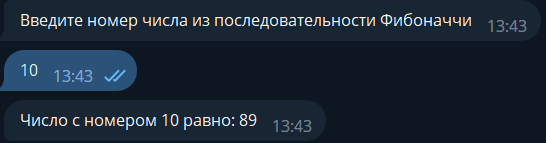 Введите номер числа из последовательности Фибоначчи 13:43
10 13:43
Число с номером 10 равно: 89 13:43